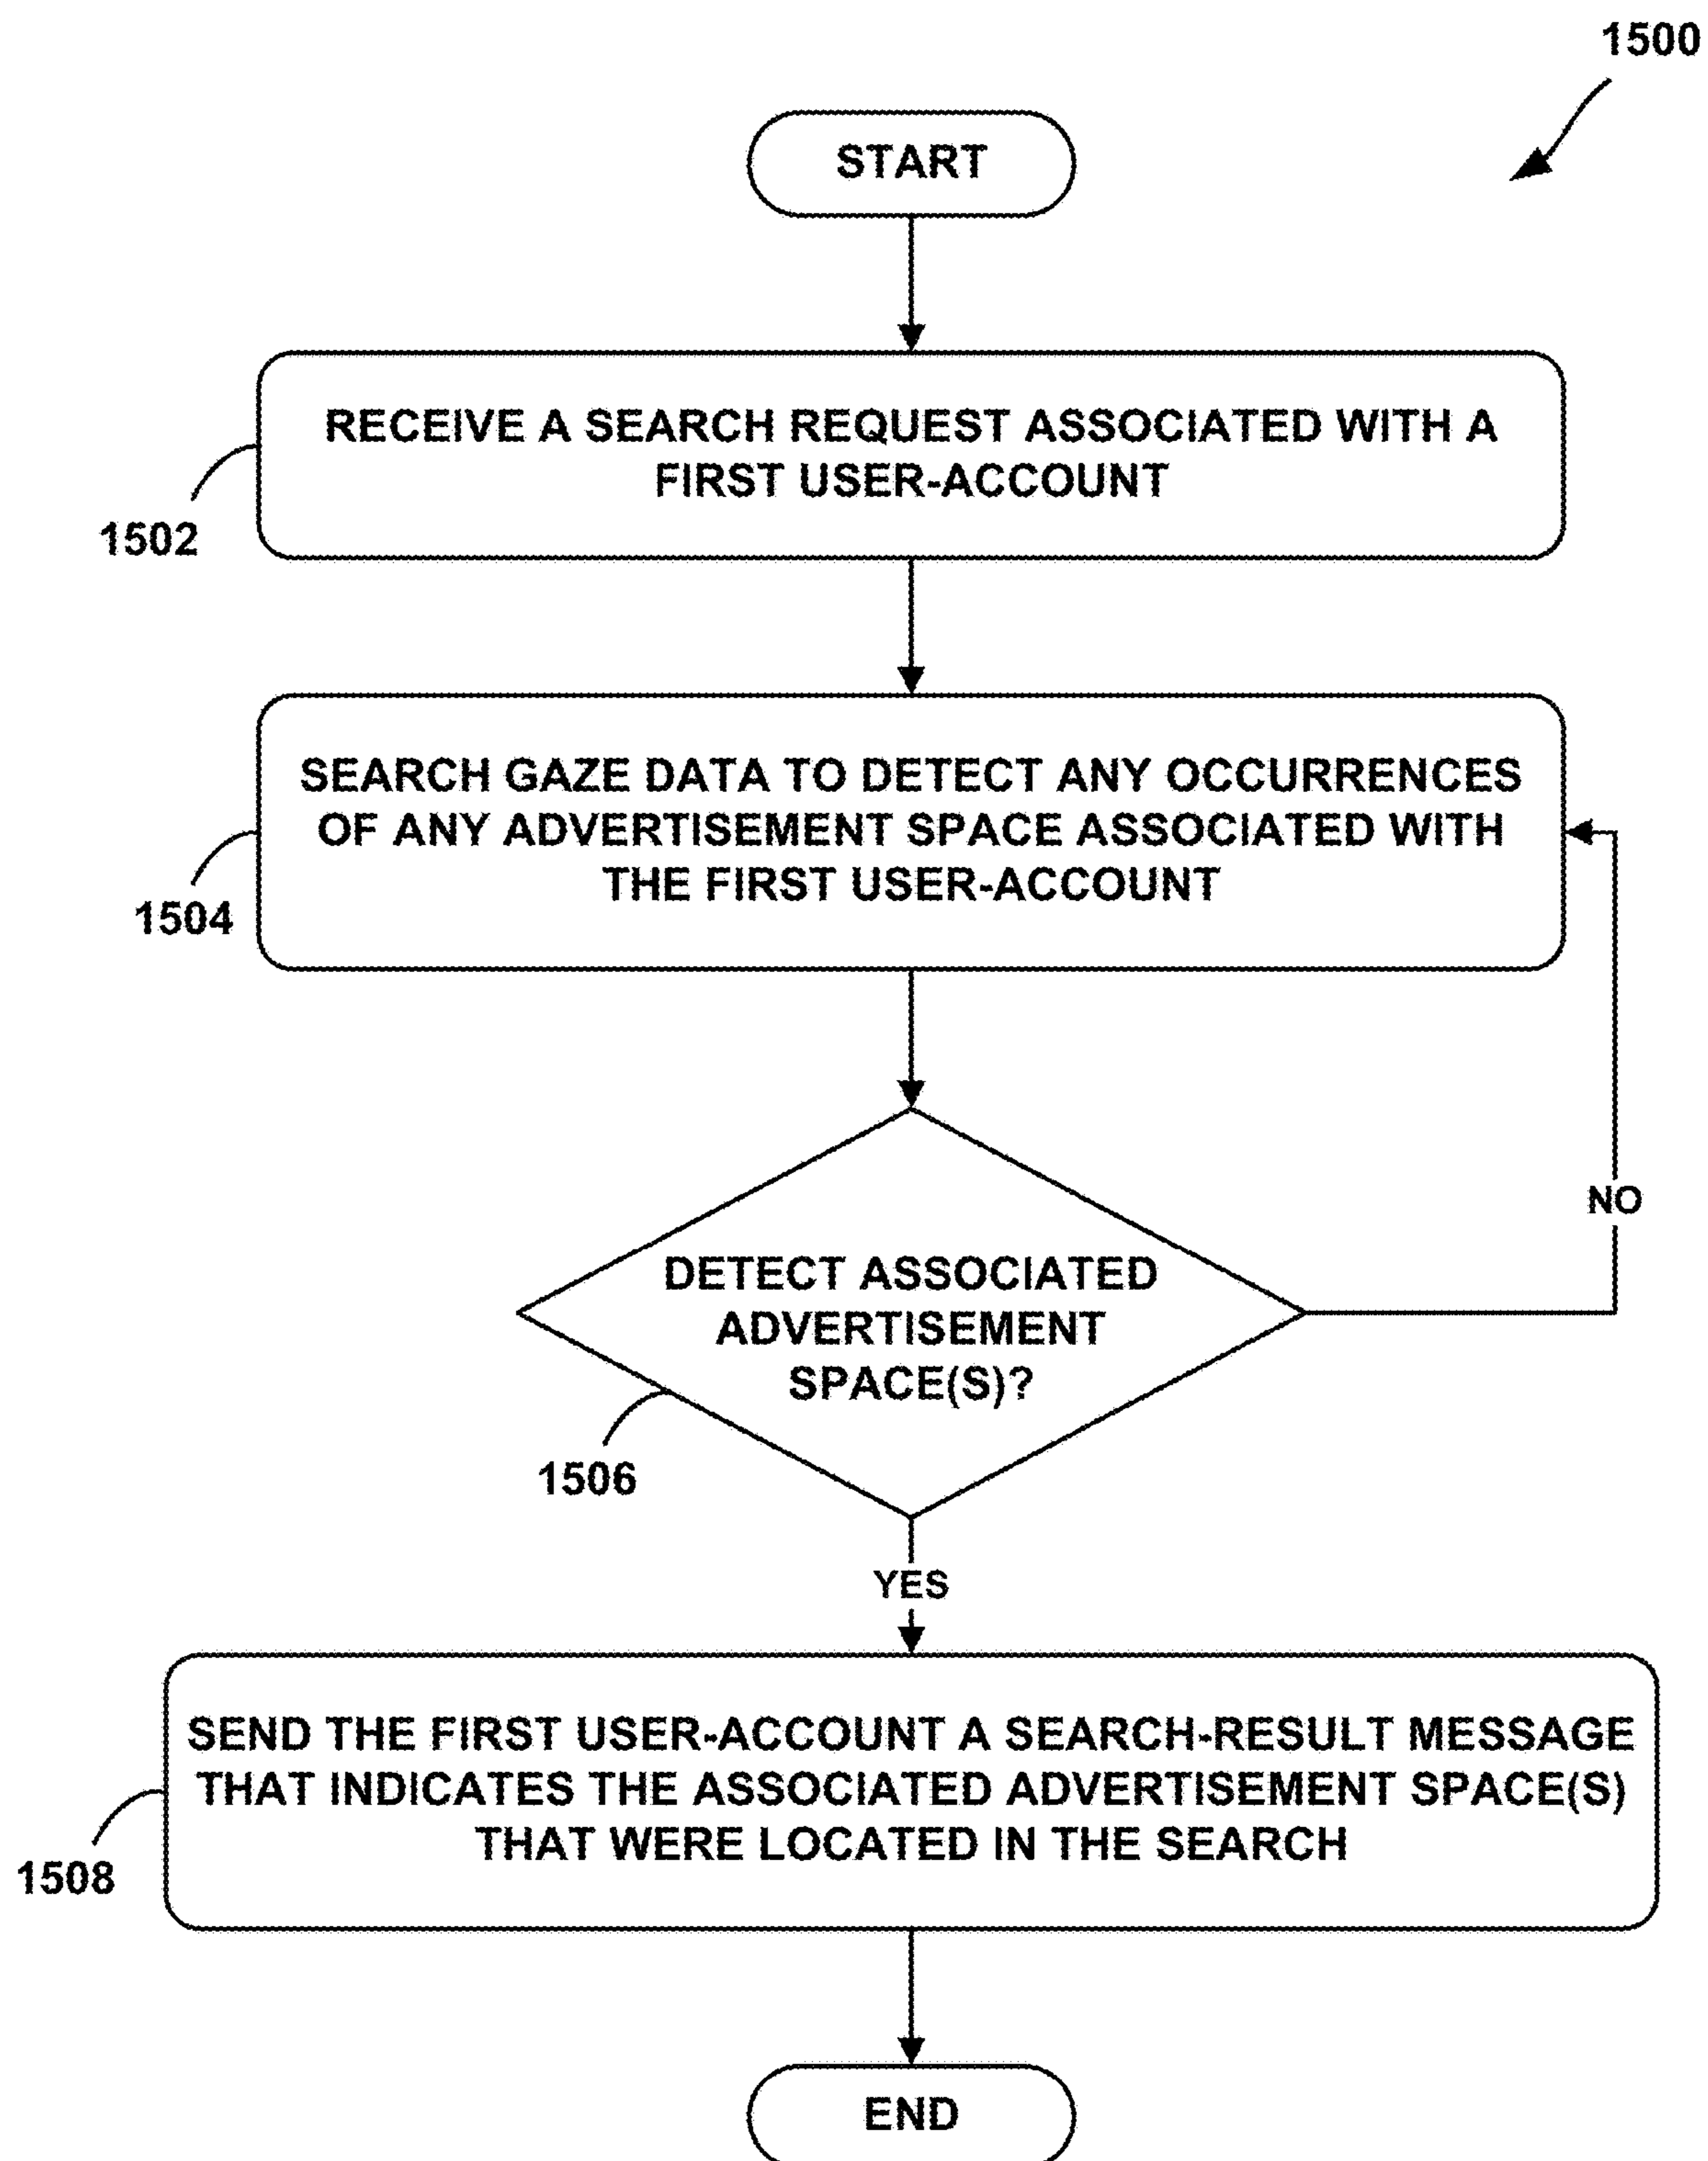 1500
START
RECEIVE A SEARCH REQUEST ASSOCIATED WITH A
FIRST USER-ACCOUNT
1502
SEARCH GAZE DATA TO DETECT ANY OCCURRENCES
OF ANY ADVERTISEMENT SPACE ASSOCIATED WITH
THE FIRST USER-ACCOUNT
1504
NO
DETECT ASSOCIATED
ADVERTISEMENT
SPACE(S)?
1506
YES
SEND THE FIRST USER-ACCOUNT A SEARCH-RESULT MESSAGE
THAT INDICATES THE ASSOCIATED ADVERTISEMENT SPACE(S)
THAT WERE LOCATED IN THE SEARCH
1508
END